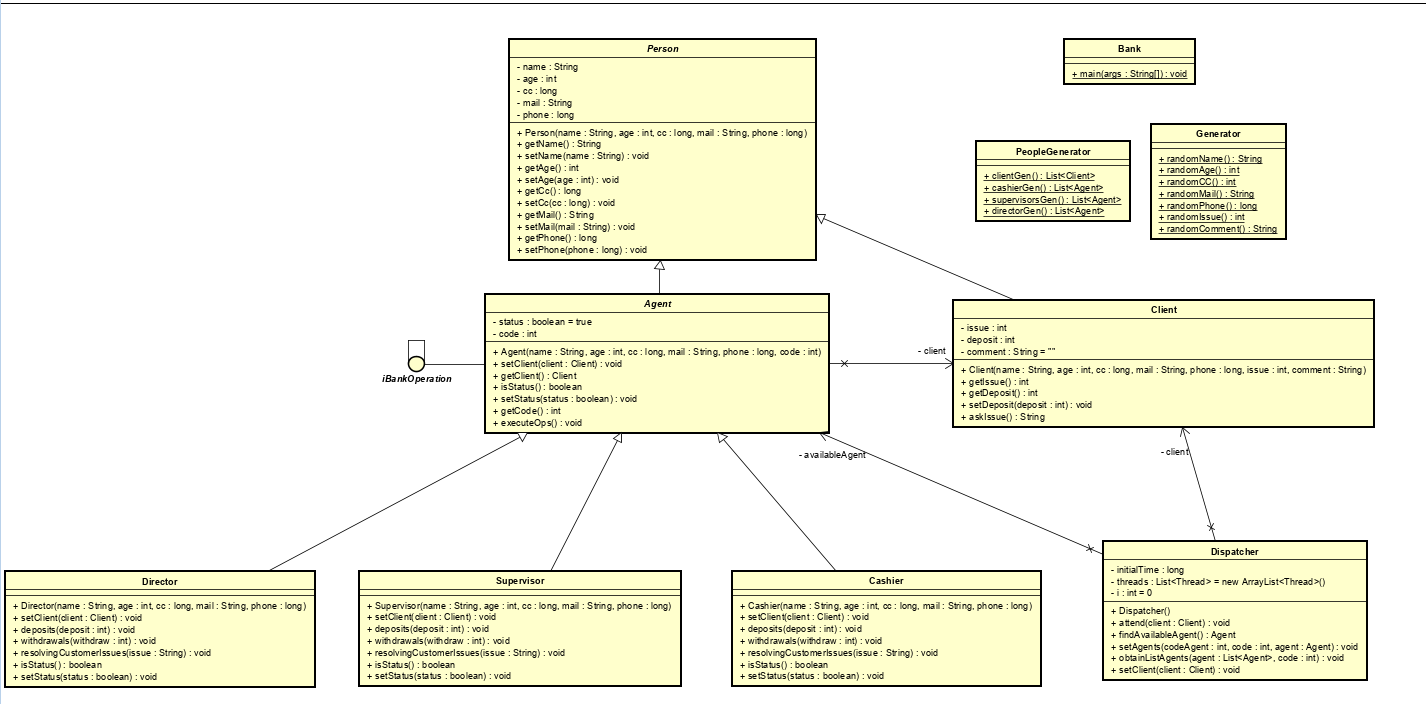 Person
- name : String
- age : int
- cc : long
- mail : String
- phone : long
+ Person(name : String, age : int, cc : long, mail : String, phone : long)
+ getName() : String
+ setName(name : String) : void
+ getAge() : int
+ setAge(age : int) : void
+ getCc() : long
+ setCc(cc : long) : void
+ getMail() : String
+ setMail(mail : String) : void
+ getPhone() : long
+ setPhone(phone : long) : void
Bank
+ main(args : String[]) : void
PeopleGenerator
+ clientGen() : List<Client>
+ cashierGen() : List<Agent>
+ supervisorsGen() : List<Agent>
+ directorGen() : List<Agent>
Generator
+ randomName() : String
+ randomAge() : int
+ randomCC() : int
+ randomMail() : String
+ randomPhone() : long
+ randomIssue() : int
+ randomComment() : String
iBankOperation
Agent
- status : boolean = true
- code : int
+ Agent(name : String, age : int, cc : long, mail : String, phone : long, code : int)
+ setClient(client : Client) : void
+ getClient() : Client
+ isStatus() : boolean
+ setStatus(status : boolean) : void
+ getCode() : int
+ executeOps() : void
- client
Client
- issue : int
- deposit : int
- comment : String = ""
+ Client(name : String, age : int, cc : long, mail : String, phone : long, issue : int, comment : String)
+ getIssue() : int
+ getDeposit() : int
+ setDeposit(deposit : int) : void
+ askIssue() : String
- availableAgent
- client
Director
+ Director(name : String, age : int, cc : long, mail : String, phone : long)
+ setClient(client : Client) : void
+ deposits(deposit : int) : void
+ withdrawals(withdraw : int) : void
+ resolvingCustomerIssues(issue : String) : void
+ isStatus() : boolean
+ setStatus(status : boolean) : void
Supervisor
+ Supervisor(name : String, age : int, cc : long, mail : String, phone : long)
+ setClient(client : Client) : void
+ deposits(deposit : int) : void
+ withdrawals(withdraw : int) : void
+ resolvingCustomerIssues(issue : String) : void
+ isStatus() : boolean
+ setStatus(status : boolean) : void
Cashier
+ Cashier(name : String, age : int, cc : long, mail : String, phone : long)
+ setClient(client : Client) : void
+ deposits(deposit : int) : void
+ withdrawals(withdraw : int) : void
+ resolvingCustomerIssues(issue : String) : void
+ isStatus() : boolean
+ setStatus(status : boolean) : void
Dispatcher
- initialTime : long
- threads : List<Thread> = new ArrayList<Thread>()
- i : int = 0
+ Dispatcher()
+ attend(client : Client) : void
+ findAvailableAgent() : Agent
+ setAgents(codeAgent : int, code : int, agent : Agent) : void
+ obtainListAgents(agent : List<Agent>, code : int) : void
+ setClient(client : Client) : void